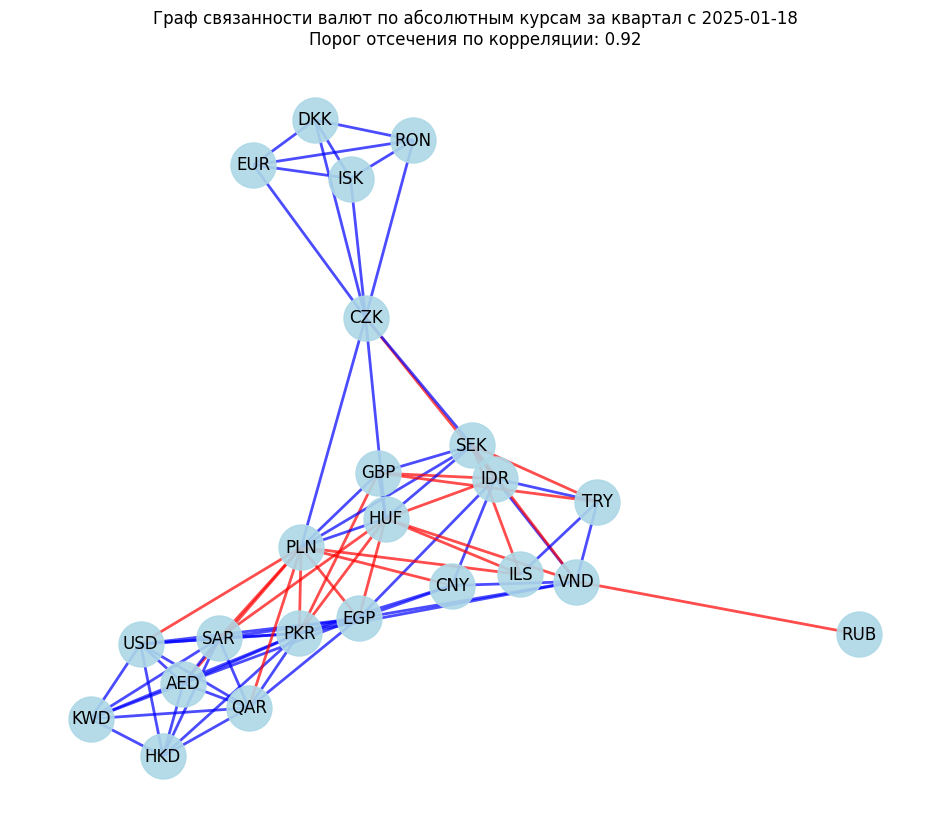 Граф связанности валют по абсолютным курсам за квартал с 2025-01-18
Порог отсечения по корреляции: 0.92
DKK
RON
EUR
ISK
CZK
SEK
GBP
IDR
TRY
HUF
PLN
ILS
VND
CNY
EGP
PKR
RUB
SAR
USD
AED
QAR
KWD
HKD